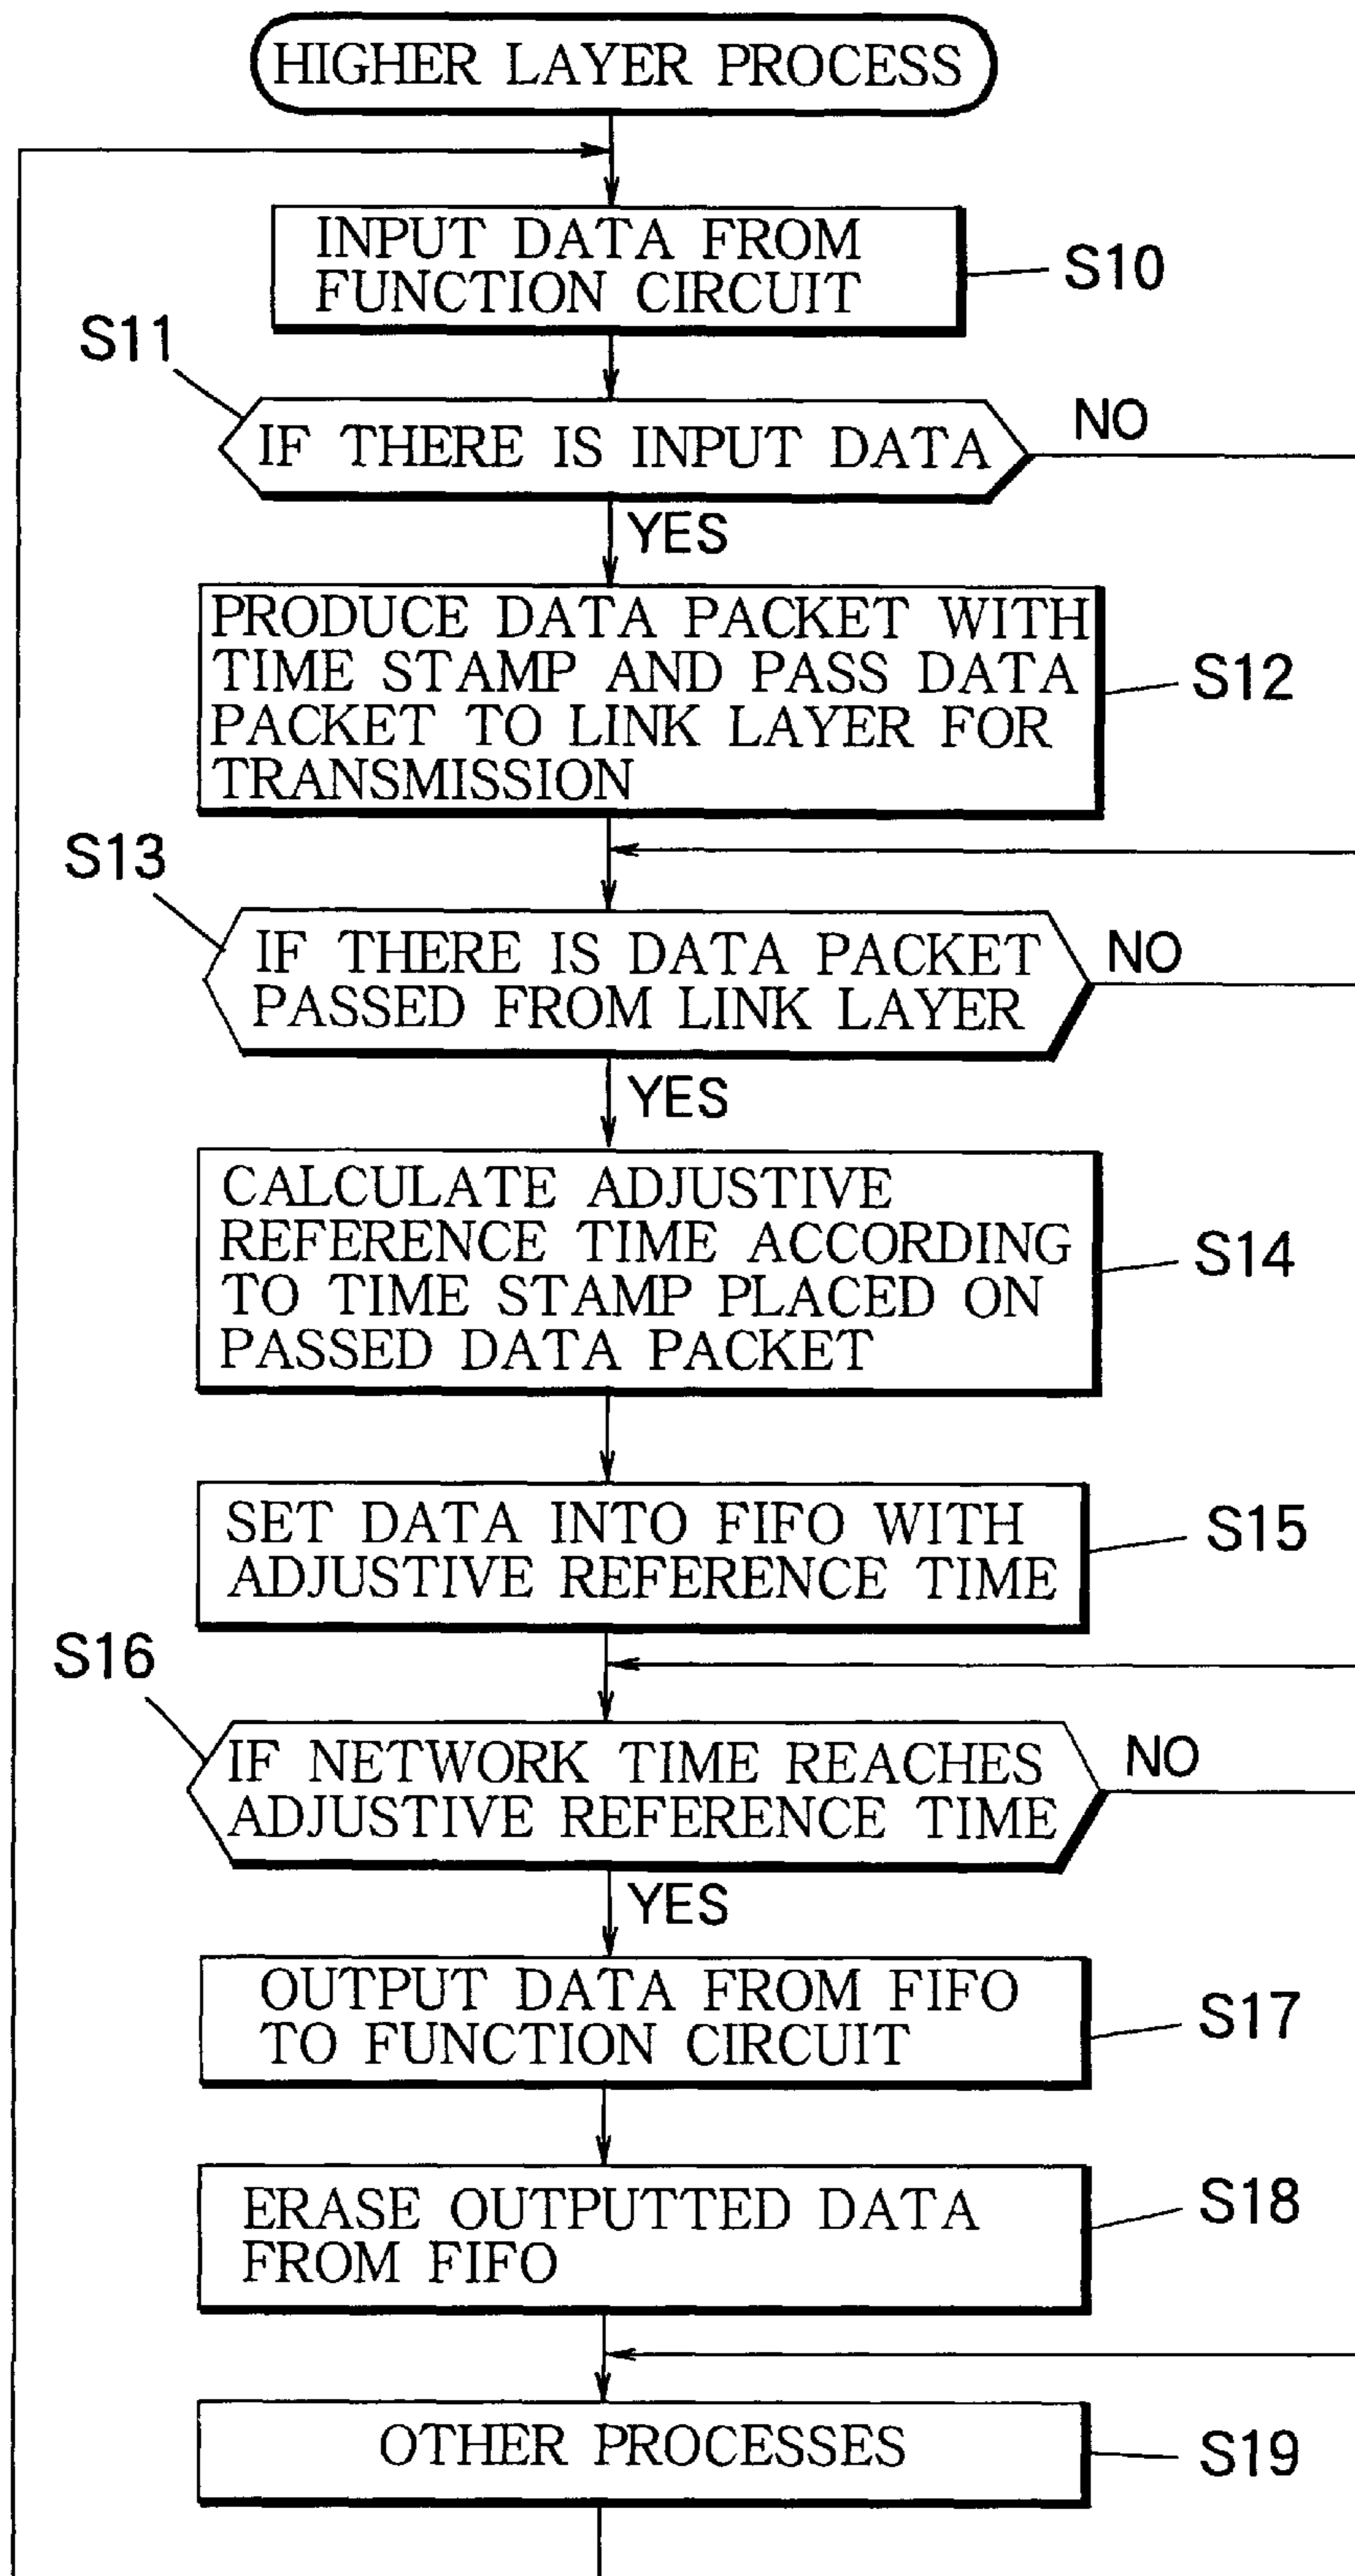 HIGHER LAYER PROCESS
INPUT DATA FROM
FUNCTION CIRCUIT
S10
S11
IF THERE IS INPUT DATA
NO
YES
PRODUCE DATA PACKET WITH
TIME STAMP AND PASS DATA
PACKET TO LINK LAYER FOR
TRANSMISSION
S12
S13
IF THERE IS DATA PACKET
PASSED FROM LINK LAYER
NO
YES
CALCULATE ADJUSTIVE
REFERENCE TIME ACCORDING
TO TIME STAMP PLACED ON
PASSED DATA PACKET
S14
SET DATA INTO FIFO WITH
ADJUSTIVE REFERENCE TIME
S15
S16
IF NETWORK TIME REACHES
ADJUSTIVE REFERENCE TIME
NO
YES
OUTPUT DATA FROM FIFO
TO FUNCTION CIRCUIT
S17
ERASE OUTPUTTED DATA
FROM FIFO
S18
OTHER PROCESSES
S19